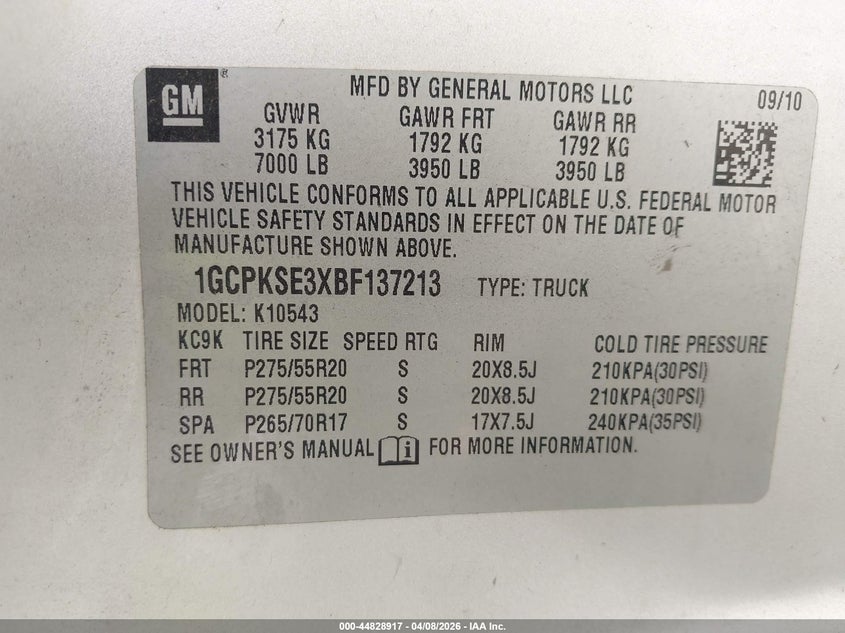 GM®
MFD BY GENERAL MOTORS LLC 09/10
GVWR GAWR FRT GAWR RR
3175 KG 1792 KG 1792 KG
7000 LB 3950 LB 3950 LB
THIS VEHICLE CONFORMS TO ALL APPLICABLE U.S. FEDERAL MOTOR
VEHICLE SAFETY STANDARDS IN EFFECT ON THE DATE OF
MANUFACTURE SHOWN ABOVE.
1GCPKSE3XBF137213 TYPE: TRUCK
MODEL: K10543
KC9K TIRE SIZE SPEED RTG RIM COLD TIRE PRESSURE
FRT P275/55R20 S 20X8.5J 210KPA(30PSI)
RR P275/55R20 S 20X8.5J 210KPA(30PSI)
SPA P265/70R17 S 17X7.5J 240KPA(35PSI)
SEE OWNER'S MANUAL FOR MORE INFORMATION.
000-44828917 - 04/08/2026 - IAA Inc.